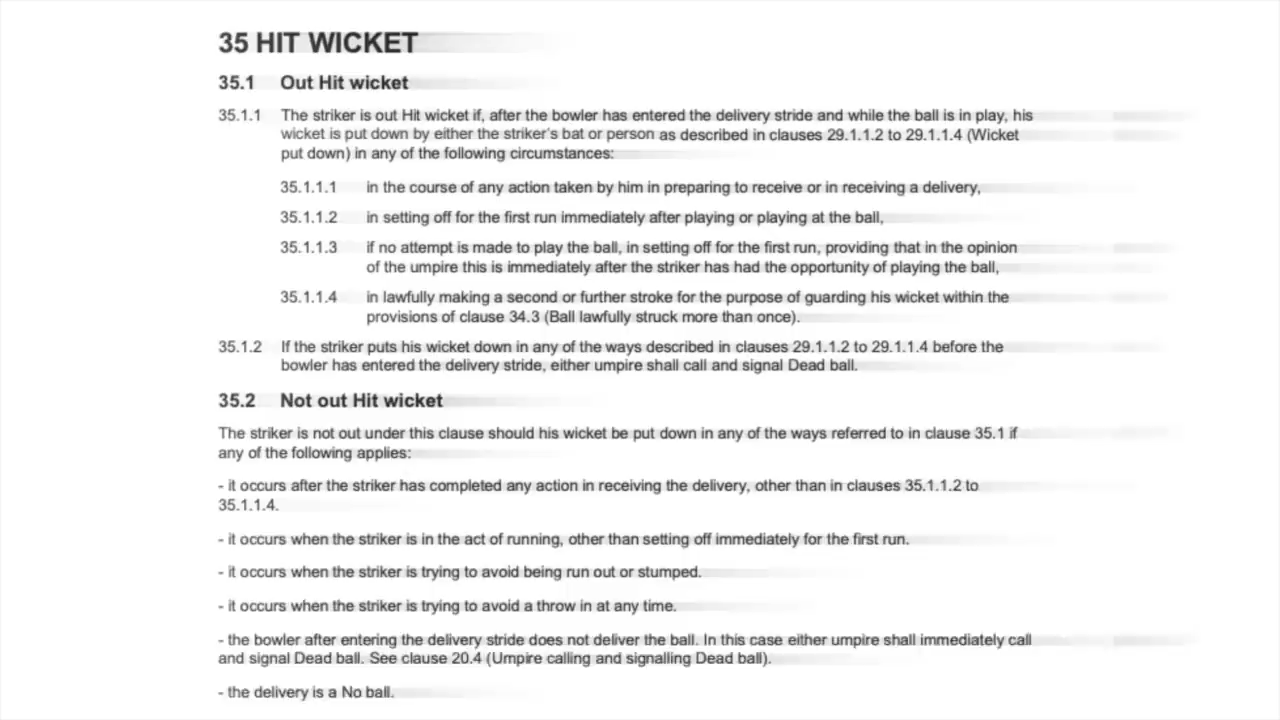 35 HIT WICKET
35.1 Out Hit wicket
35.1.1 The striker is out Hit wicket if, after the bowler has entered the delivery stride and while the ball is in play, his
wicket is put down by either the striker's bat or person as described in clauses 29.1.1.2 to 29.1.1.4 (Wicket
put down) in any of the following circumstances:
35.1.1.1 in the course of any action taken by him in preparing to receive or in receiving a delivery,
35.1.1.2 in setting off for the first run immediately after playing or playing at the ball,
35.1.1.3 if no attempt is made to play the ball, in setting off for the first run, providing that in the opinion
of the umpire this is immediately after the striker has had the opportunity of playing the ball,
35.1.1.4 in lawfully making a second or further stroke for the purpose of guarding his wicket within the
provisions of clause 34.3 (Ball lawfully struck more than once).
35.1.2 If the striker puts his wicket down in any of the ways described in clauses 29.1.1.2 to 29.1.1.4 before the
bowler has entered the delivery stride, either umpire shall call and signal Dead ball.
35.2 Not out Hit wicket
The striker is not out under this clause should his wicket be put down in any of the ways referred to in clause 35.1 if
any of the following applies:
- it occurs after the striker has completed any action in receiving the delivery, other than in clauses 35.1.1.2 to
35.1.1.4.
- it occurs when the striker is in the act of running, other than setting off immediately for the first run.
- it occurs when the striker is trying to avoid being run out or stumped.
- it occurs when the striker is trying to avoid a throw in at any time.
- the bowler after entering the delivery stride does not deliver the ball. In this case either umpire shall immediately call
and signal Dead ball. See clause 20.4 (Umpire calling and signalling Dead ball).
- the delivery is a No ball.